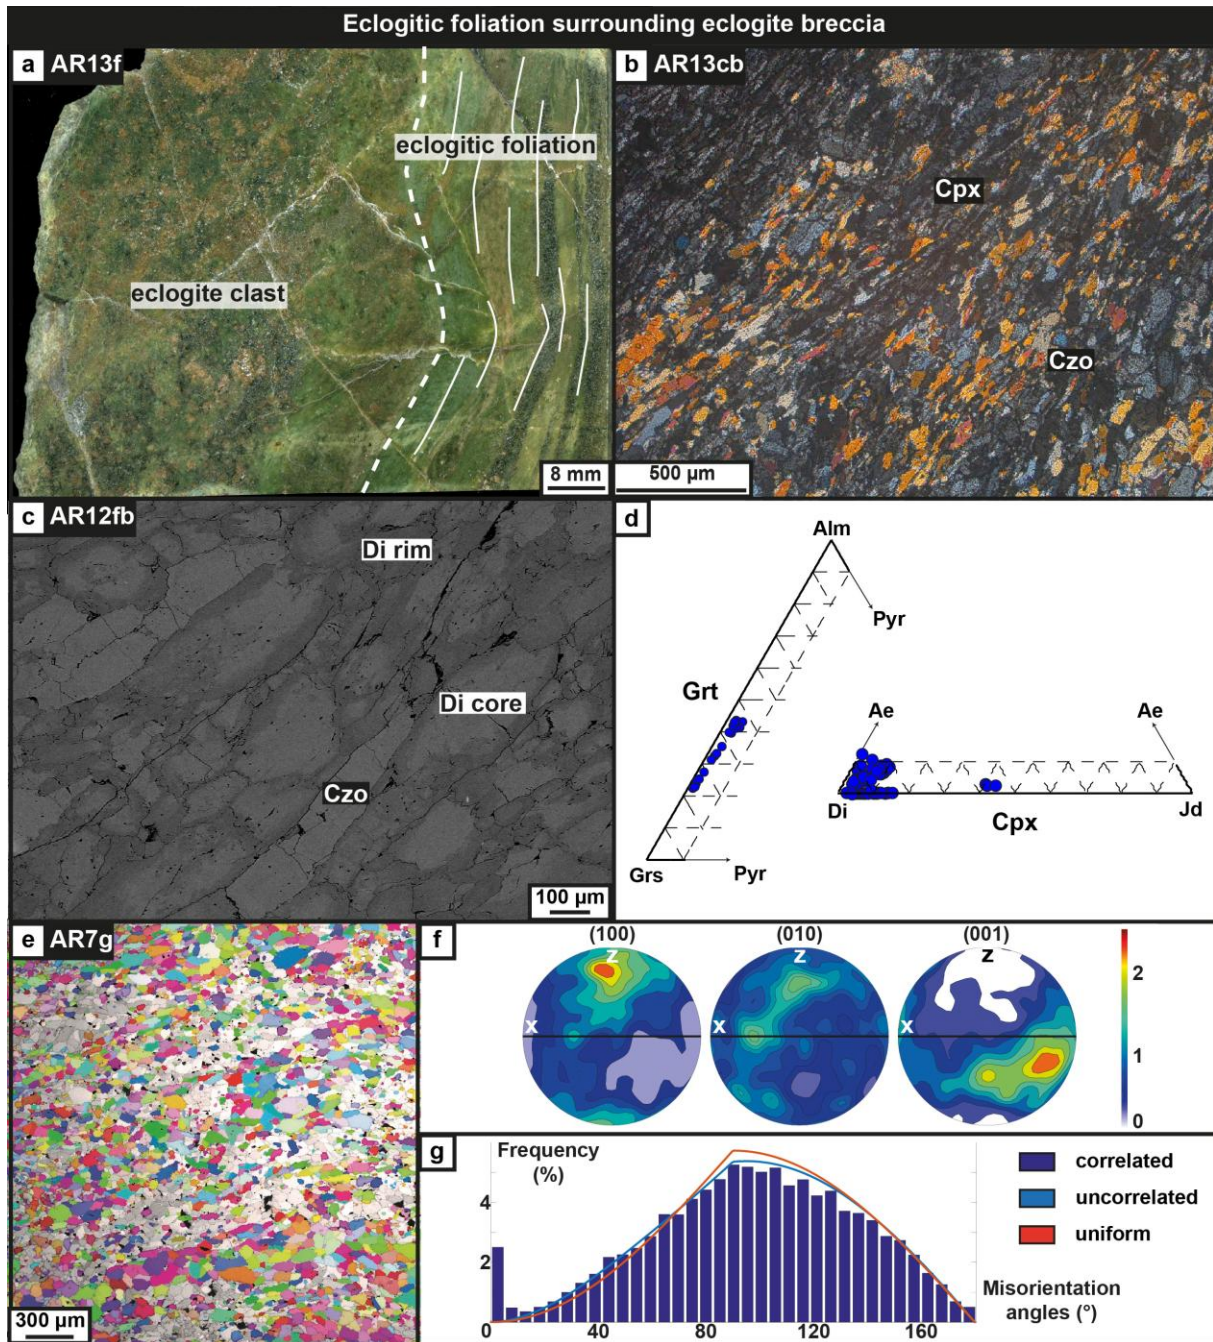 Eclogitic foliation surrounding eclogite breccia
a AR13f
eclogitic foliation
eclogite clast
8 mm
b AR13cb
Cpx
Czo
500 µm
c AR12fb
Di rim
Di core
Czo
100 µm
d
Alm
Pyr
Grt
Grs
Pyr
Ae
Ae
Di
Cpx
Jd
e AR7g
300 µm
f
(100)
(010)
(001)
z
z
z
x
x
x
2
1
0
g
Frequency
(%)
4
2
0
40
80
120
160
Misorientation
angles (°)
correlated
uncorrelated
uniform